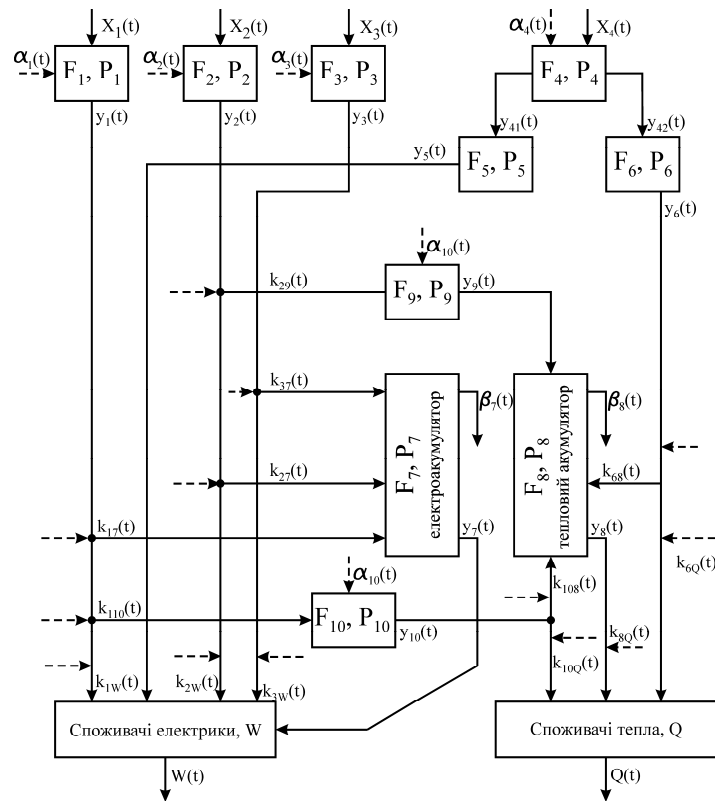 X₁(t) X₂(t) X₃(t) α₄(t) X₄(t)
α₁(t) F₁, P₁ α₂(t) F₂, P₂ α₃(t) F₃, P₃ F₄, P₄
y₁(t) y₂(t) y₃(t) y₄₁(t) y₄₂(t)
y₅(t) F₅, P₅ F₆, P₆
y₆(t)
α₁₀(t)
k₂₉(t) F₉, P₉ y₉(t)
k₃₇(t) β₇(t) β₈(t)
F₇, P₇
електроакумулятор
F₈, P₈
тепловий акумулятор
k₂₇(t) k₆₈(t)
k₁₇(t) y₇(t) y₈(t)
k₆Q(t)
α₁₀(t)
k₁₀₈(t)
k₁₁₀(t) F₁₀, P₁₀ y₁₀(t)
k₈Q(t)
k₁₀Q(t)
k₁W(t) k₂W(t) k₃W(t)
Споживачі електрики, W Споживачі тепла, Q
W(t) Q(t)